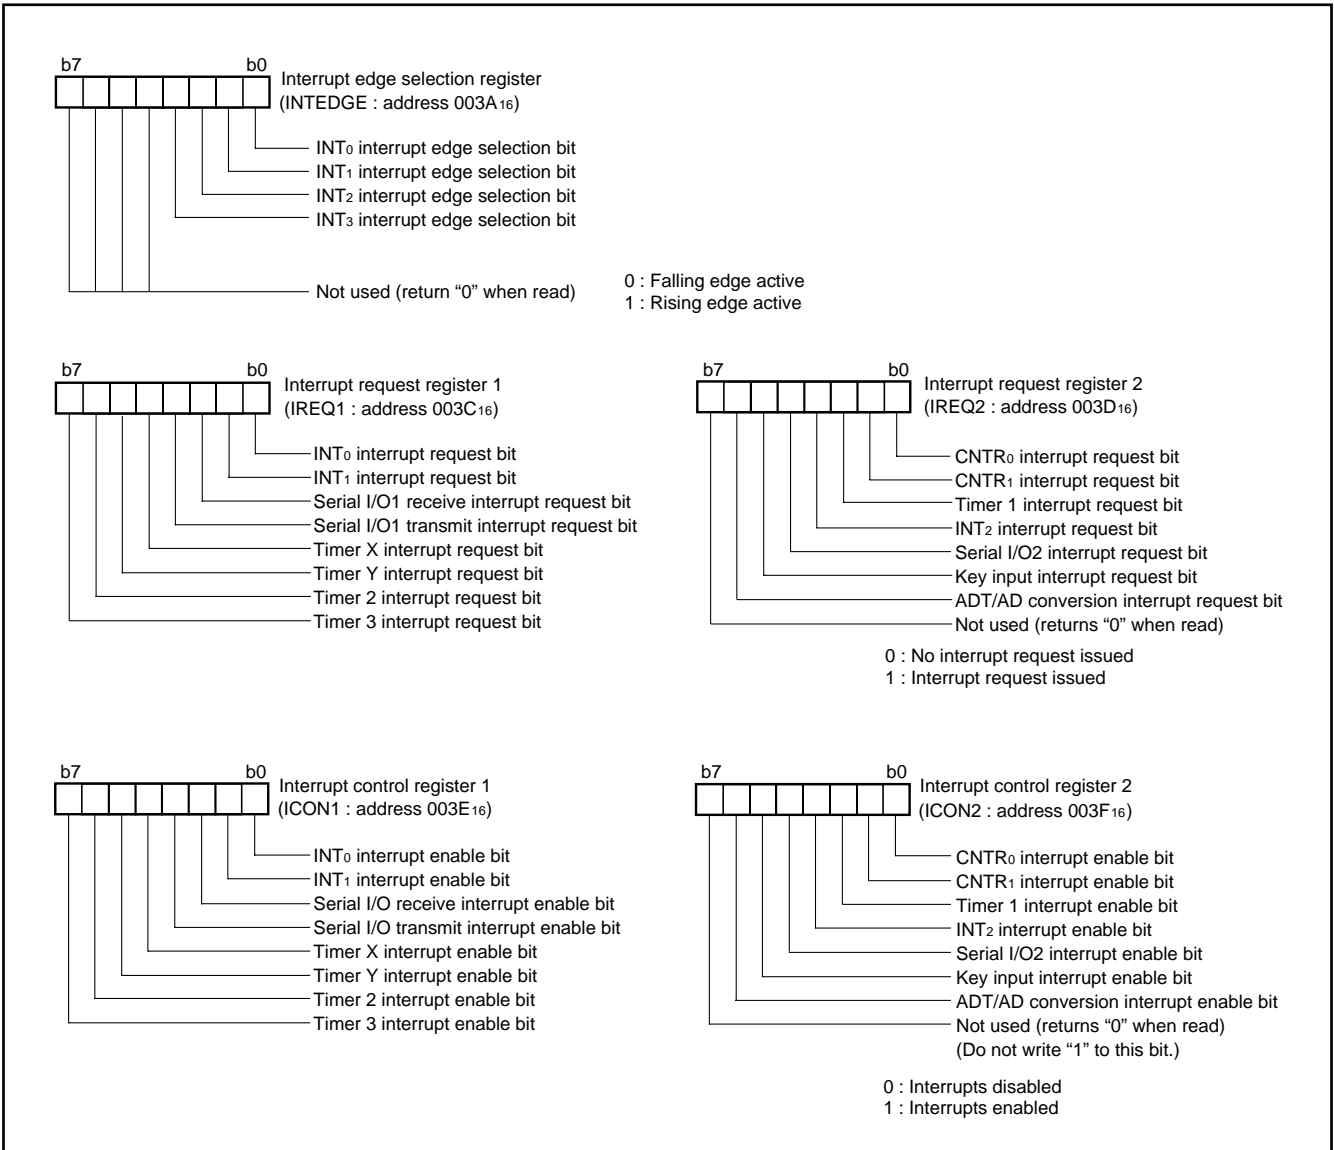 b7 b0
Interrupt edge selection register
(INTEDGE : address 003A16)
INT0 interrupt edge selection bit
INT1 interrupt edge selection bit
INT2 interrupt edge selection bit
INT3 interrupt edge selection bit
Not used (return “0” when read)
0 : Falling edge active
1 : Rising edge active
b7 b0
Interrupt request register 1
(IREQ1 : address 003C16)
INT0 interrupt request bit
INT1 interrupt request bit
Serial I/O1 receive interrupt request bit
Serial I/O1 transmit interrupt request bit
Timer X interrupt request bit
Timer Y interrupt request bit
Timer 2 interrupt request bit
Timer 3 interrupt request bit
b7 b0
Interrupt request register 2
(IREQ2 : address 003D16)
CNTR0 interrupt request bit
CNTR1 interrupt request bit
Timer 1 interrupt request bit
INT2 interrupt request bit
Serial I/O2 interrupt request bit
Key input interrupt request bit
ADT/AD conversion interrupt request bit
Not used (returns “0” when read)
0 : No interrupt request issued
1 : Interrupt request issued
b7 b0
Interrupt control register 1
(ICON1 : address 003E16)
INT0 interrupt enable bit
INT1 interrupt enable bit
Serial I/O receive interrupt enable bit
Serial I/O transmit interrupt enable bit
Timer X interrupt enable bit
Timer Y interrupt enable bit
Timer 2 interrupt enable bit
Timer 3 interrupt enable bit
b7 b0
Interrupt control register 2
(ICON2 : address 003F16)
CNTR0 interrupt enable bit
CNTR1 interrupt enable bit
Timer 1 interrupt enable bit
INT2 interrupt enable bit
Serial I/O2 interrupt enable bit
Key input interrupt enable bit
ADT/AD conversion interrupt enable bit
Not used (returns “0” when read)
(Do not write “1” to this bit.)
0 : Interrupts disabled
1 : Interrupts enabled